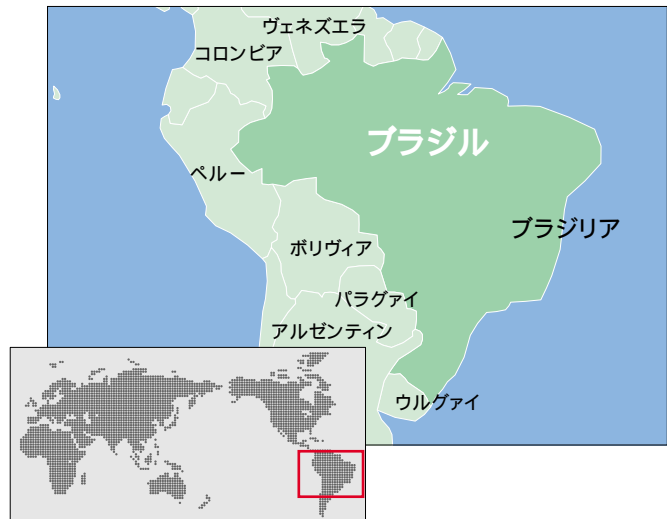 ヴェネズエラ
コロンビア
ブラジル
ペルー
ブラジリア
ボリヴィア
パラグァイ
アルゼンティン
ウルグァイ